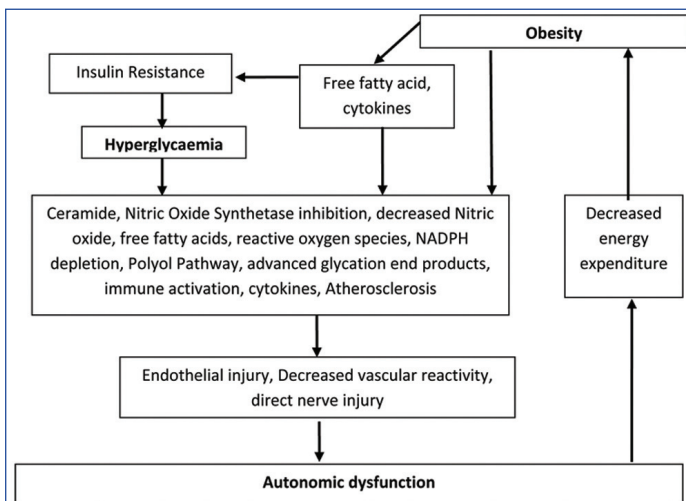 Obesity
Insulin Resistance
Free fatty acid,
cytokines
Hyperglycaemia
Ceramide, Nitric Oxide Synthetase inhibition, decreased Nitric
oxide, free fatty acids, reactive oxygen species, NADPH
depletion, Polyol Pathway, advanced glycation end products,
immune activation, cytokines, Atherosclerosis
Decreased
energy
expenditure
Endothelial injury, Decreased vascular reactivity,
direct nerve injury
Autonomic dysfunction